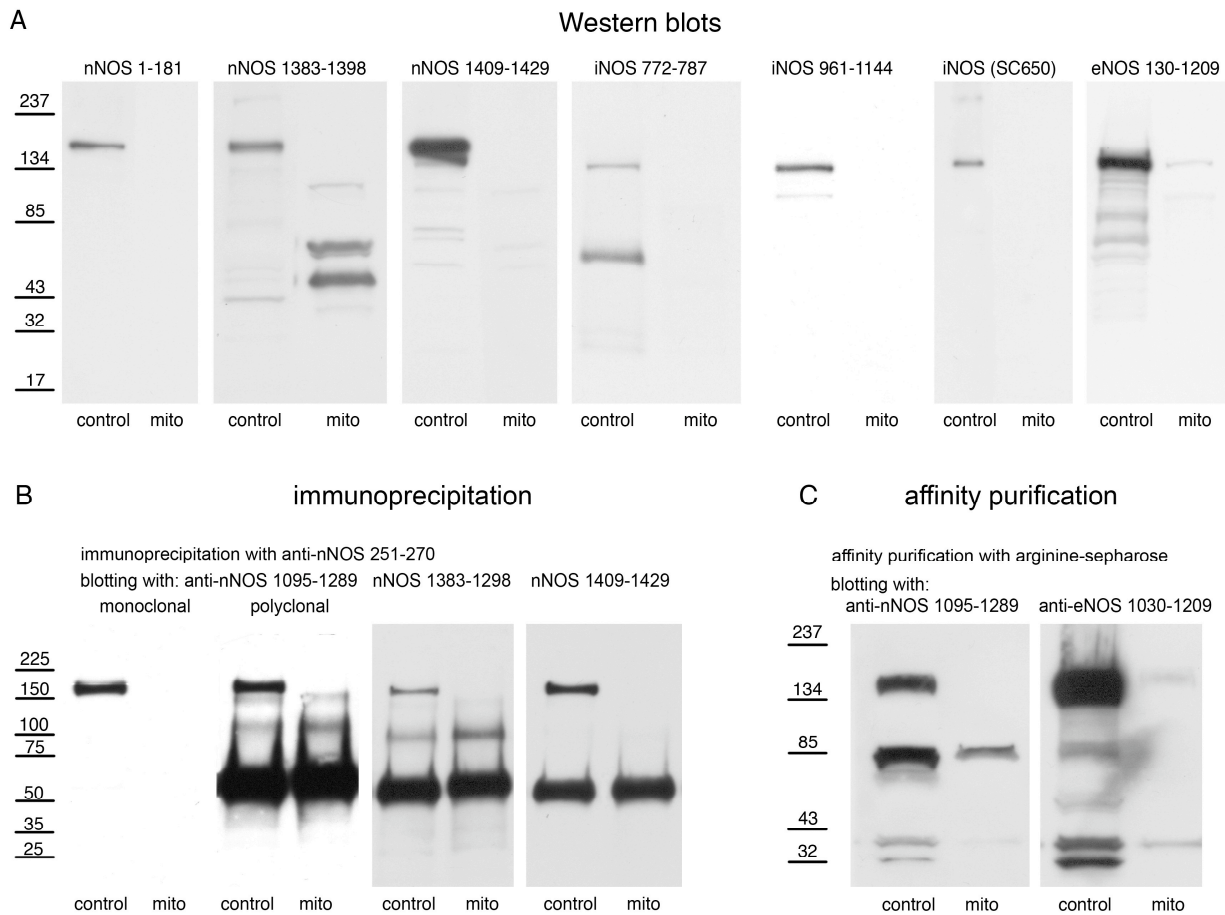 A
Western blots
nNOS 1-181 nNOS 1383-1398 nNOS 1409-1429 iNOS 772-787 iNOS 961-1144 iNOS (SC650) eNOS 130-1209
237
134
85
43
32
17
control mito control mito control mito control mito control mito control mito control mito
B
immunoprecipitation
immunoprecipitation with anti-nNOS 251-270
blotting with: anti-nNOS 1095-1289 nNOS 1383-1298 nNOS 1409-1429
monoclonal polyclonal
225
150
100
75
50
35
25
control mito control mito control mito control mito
C
affinity purification
affinity purification with arginine-sepharose
blotting with:
anti-nNOS 1095-1289 anti-eNOS 1030-1209
237
134
85
43
32
control mito control mito